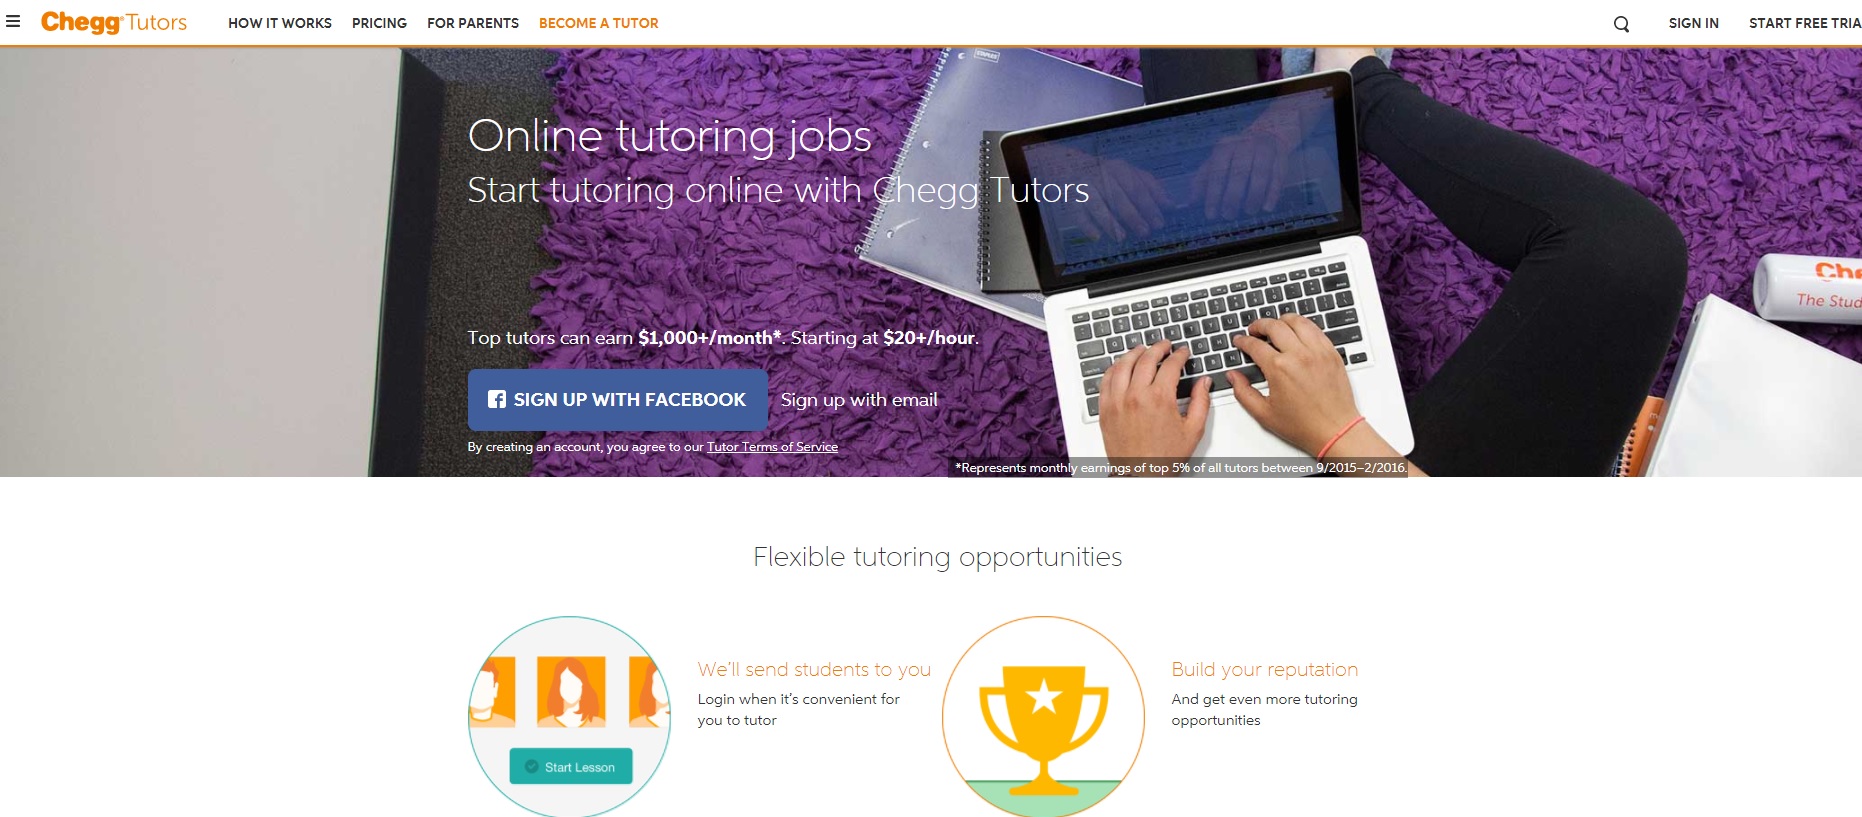 Chegg® Tutors
HOW IT WORKS
PRICING
FOR PARENTS
BECOME A TUTOR
SIGN IN
START FREE TRIA
Online tutoring jobs
Start tutoring online with Chegg Tutors
Top tutors can earn $1,000+/month*. Starting at $20+/hour.
SIGN UP WITH FACEBOOK
Sign up with email
By creating an account, you agree to our Tutor Terms of Service
*Represents monthly earnings of top 5% of all tutors between 9/2015–2/2016.
STAPLES
Che
The Stud
Flexible tutoring opportunities
We'll send students to you
Login when it's convenient for
you to tutor
Start Lesson
Build your reputation
And get even more tutoring
opportunities